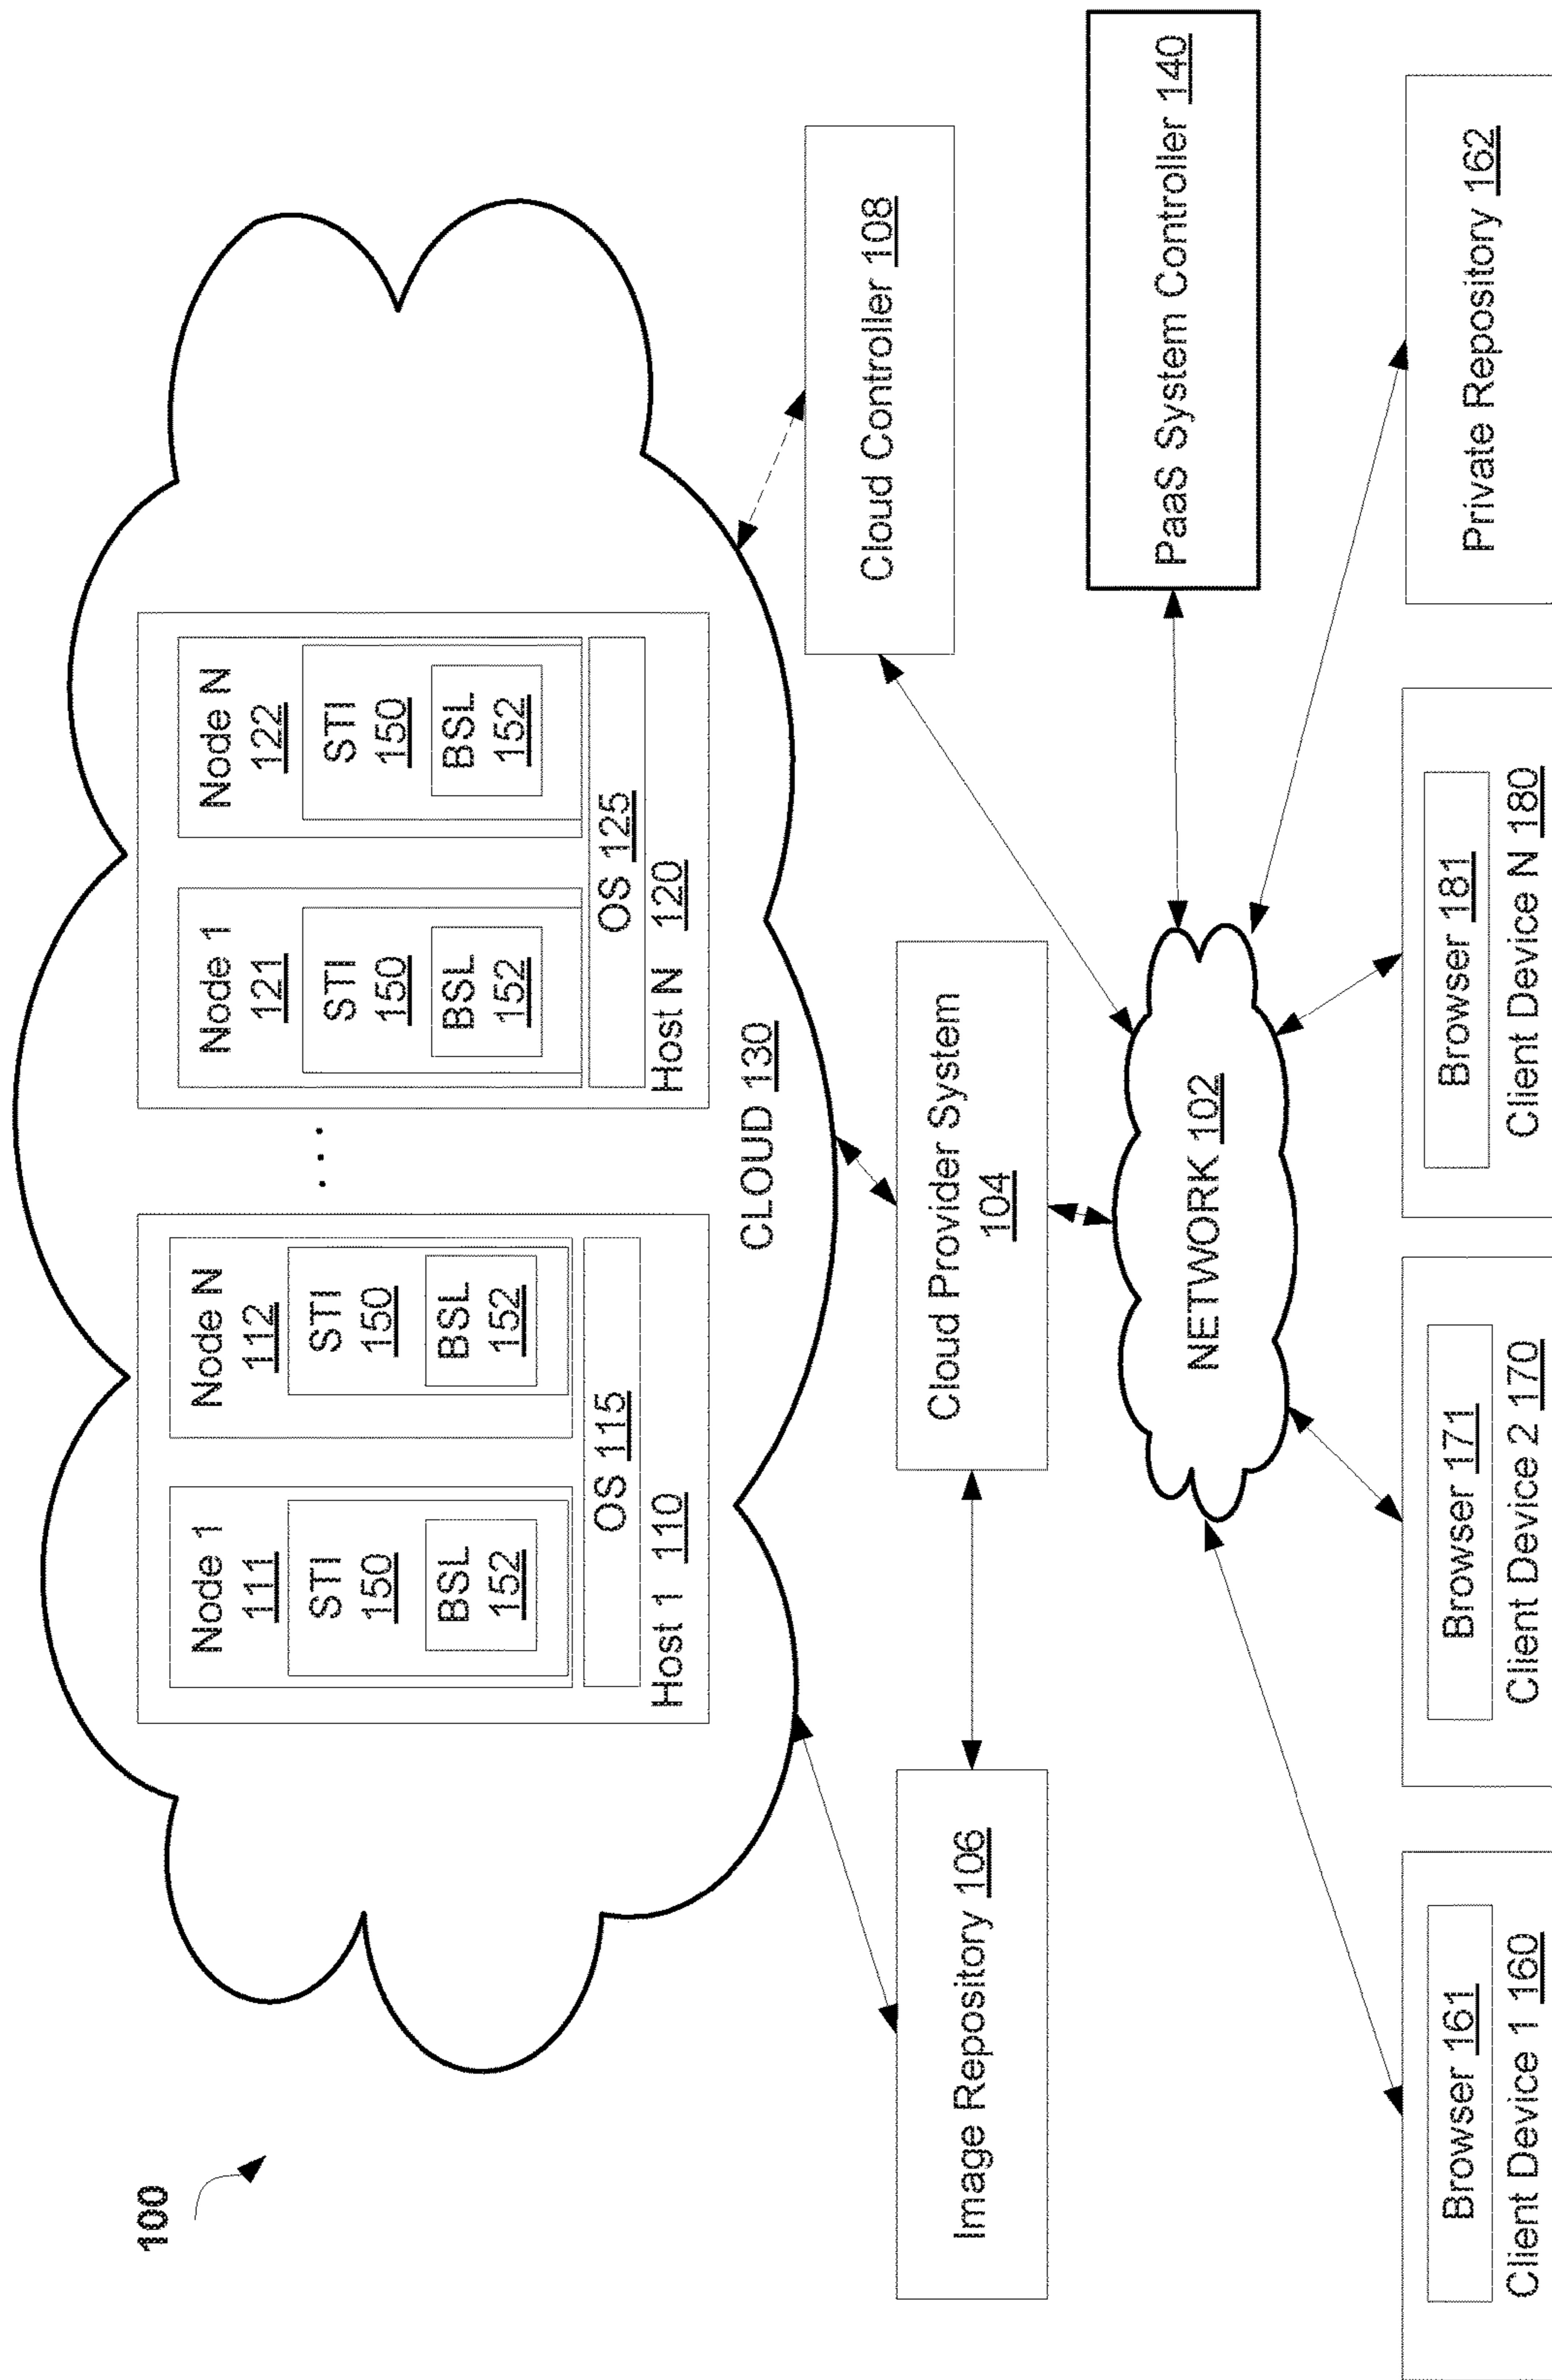 100
Node 1
111
STI
150
BSL
152
Node N
112
STI
150
BSL
152
OS 115
Host 1 110
. . .
Node 1
121
STI
150
BSL
152
Node N
122
STI
150
BSL
152
OS 125
Host N 120
CLOUD 130
Image Repository 106
Cloud Provider System
104
Cloud Controller 108
NETWORK 102
PaaS System Controller 140
Browser 161
Client Device 1 160
Browser 171
Client Device 2 170
Browser 181
Client Device N 180
Private Repository 162